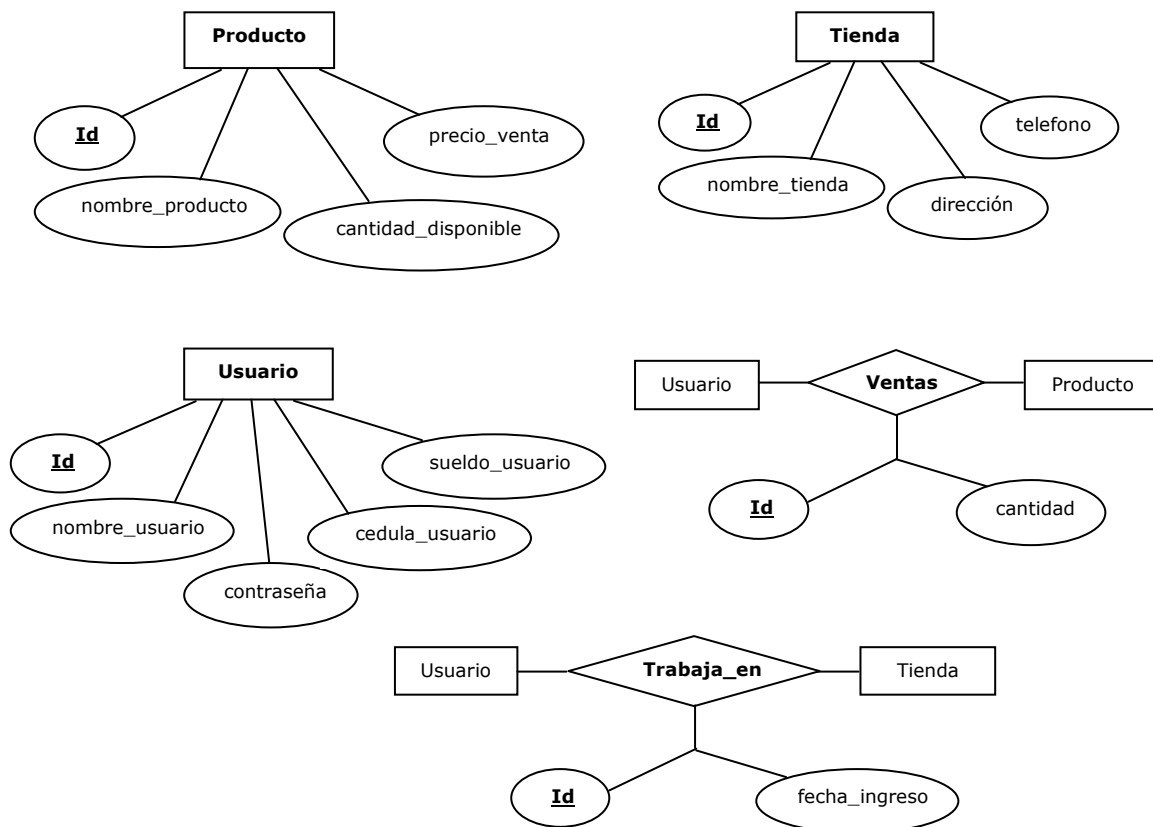 Producto
Id
nombre_producto
cantidad_disponible
precio_venta
Tienda
Id
nombre_tienda
dirección
telefono
Usuario
Id
nombre_usuario
contraseña
cedula_usuario
sueldo_usuario
Usuario
Ventas
Producto
Id
cantidad
Usuario
Trabaja_en
Tienda
Id
fecha_ingreso